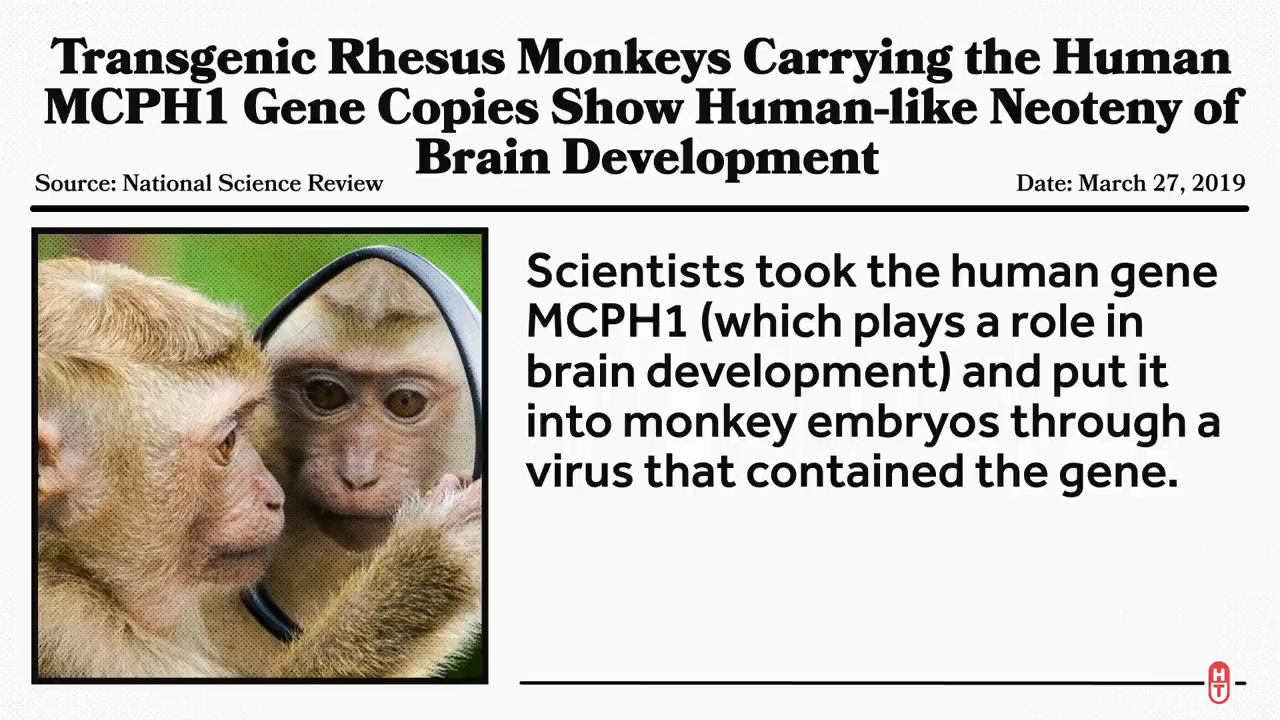 Transgenic Rhesus Monkeys Carrying the Human
MCPH1 Gene Copies Show Human-like Neoteny of
Brain Development
Source: National Science Review
Date: March 27, 2019
Scientists took the human gene
MCPH1 (which plays a role in
brain development) and put it
into monkey embryos through a
virus that contained the gene.
H
T